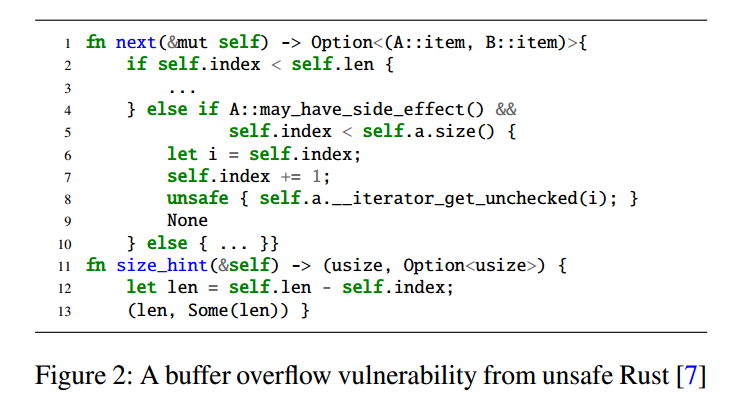 1 fn next(&mut self) -> Option<(A::item, B::item)>{
2     if self.index < self.len {
3         ...
4     } else if A::may_have_side_effect() &&
5               self.index < self.a.size() {
6         let i = self.index;
7         self.index += 1;
8         unsafe { self.a.__iterator_get_unchecked(i); }
9         None
10     } else { ... }}
11 fn size_hint(&self) -> (usize, Option<usize>) {
12     let len = self.len - self.index;
13     (len, Some(len)) }
Figure 2: A buffer overflow vulnerability from unsafe Rust [7]